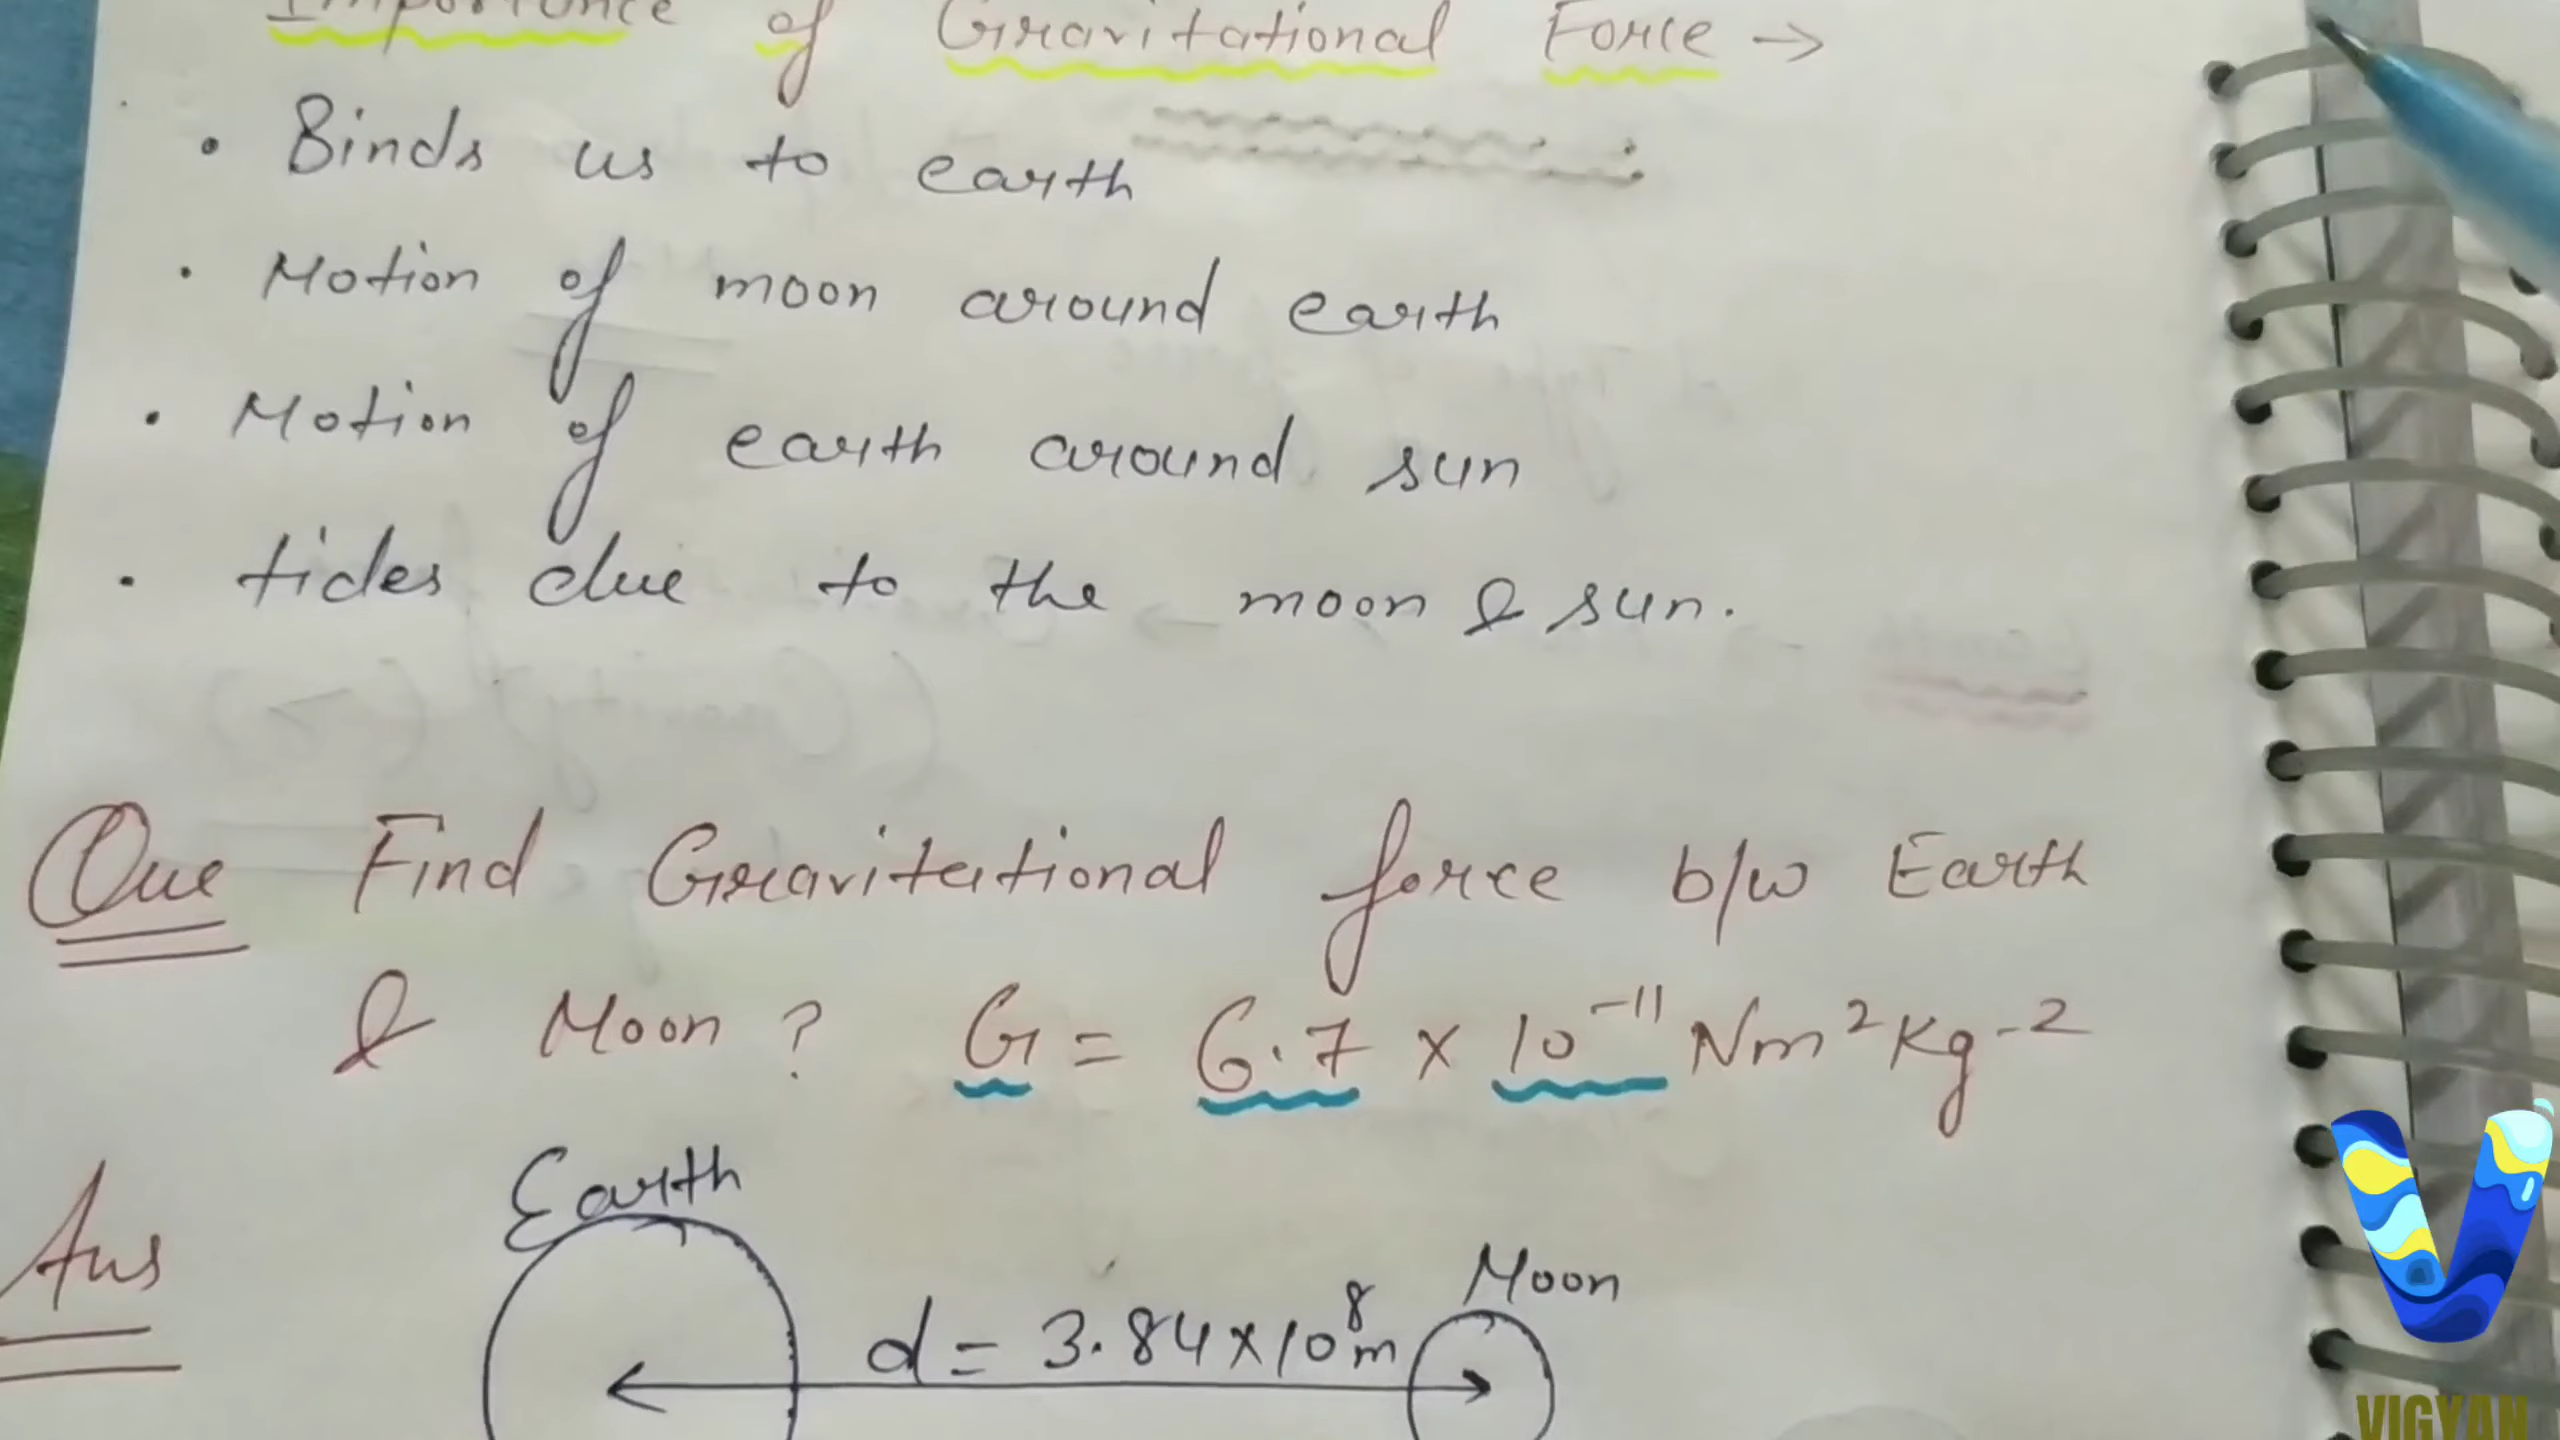 Importance of Gravitational Force →
• Binds us to earth
• Motion of moon around earth
• Motion of earth around sun
• tides due to the moon & sun.
Que Find Gravitational force b/w Earth
& Moon? G = 6.7 × 10⁻¹¹ Nm²Kg⁻²
Ans
Earth
Moon
d = 3.84×10⁸m
VIGYAN